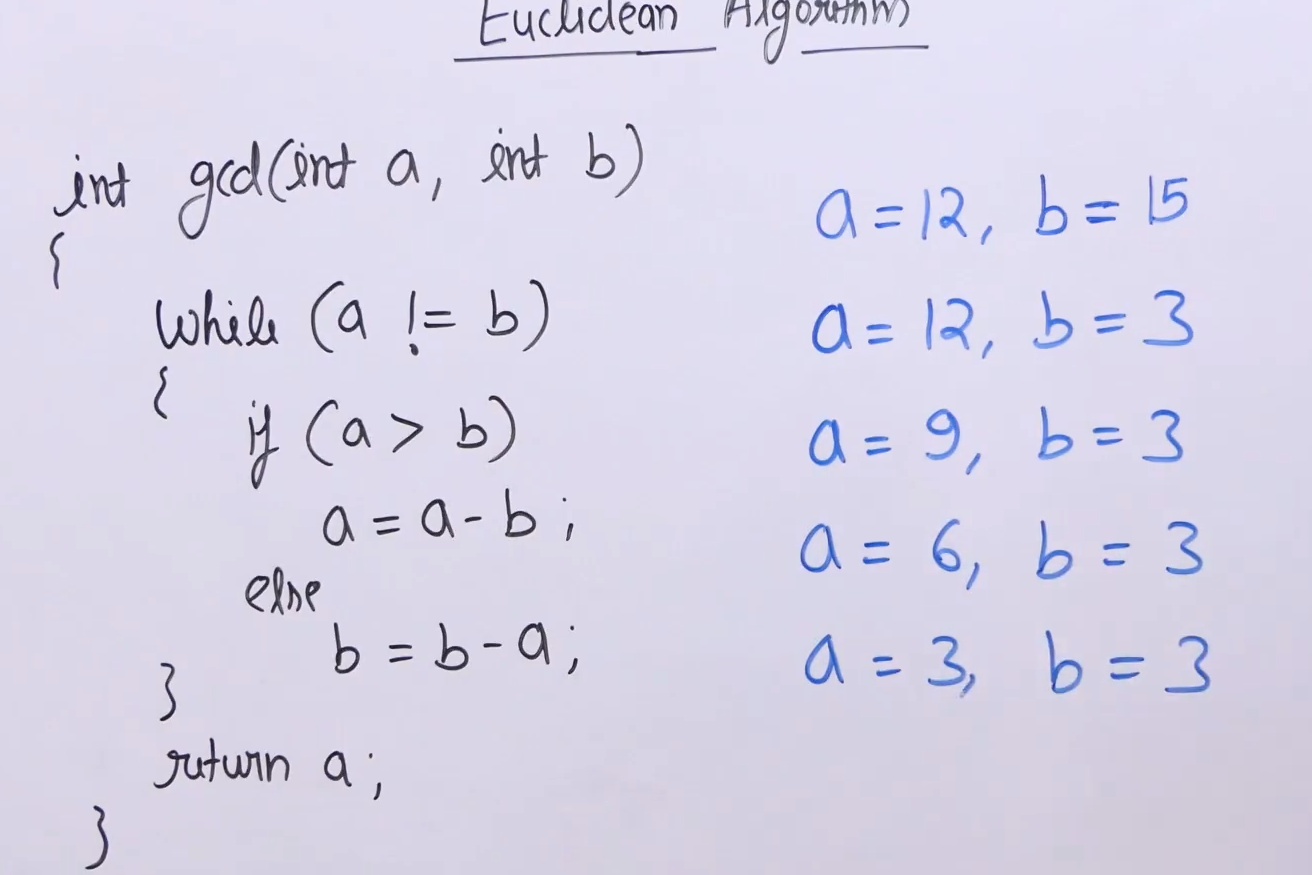 Euclidean Algorithm
int gcd(int a, int b)
{
while (a != b)
{
if (a > b)
a = a - b;
else
b = b - a;
}
return a;
}
a = 12, b = 15
a = 12, b = 3
a = 9, b = 3
a = 6, b = 3
a = 3, b = 3